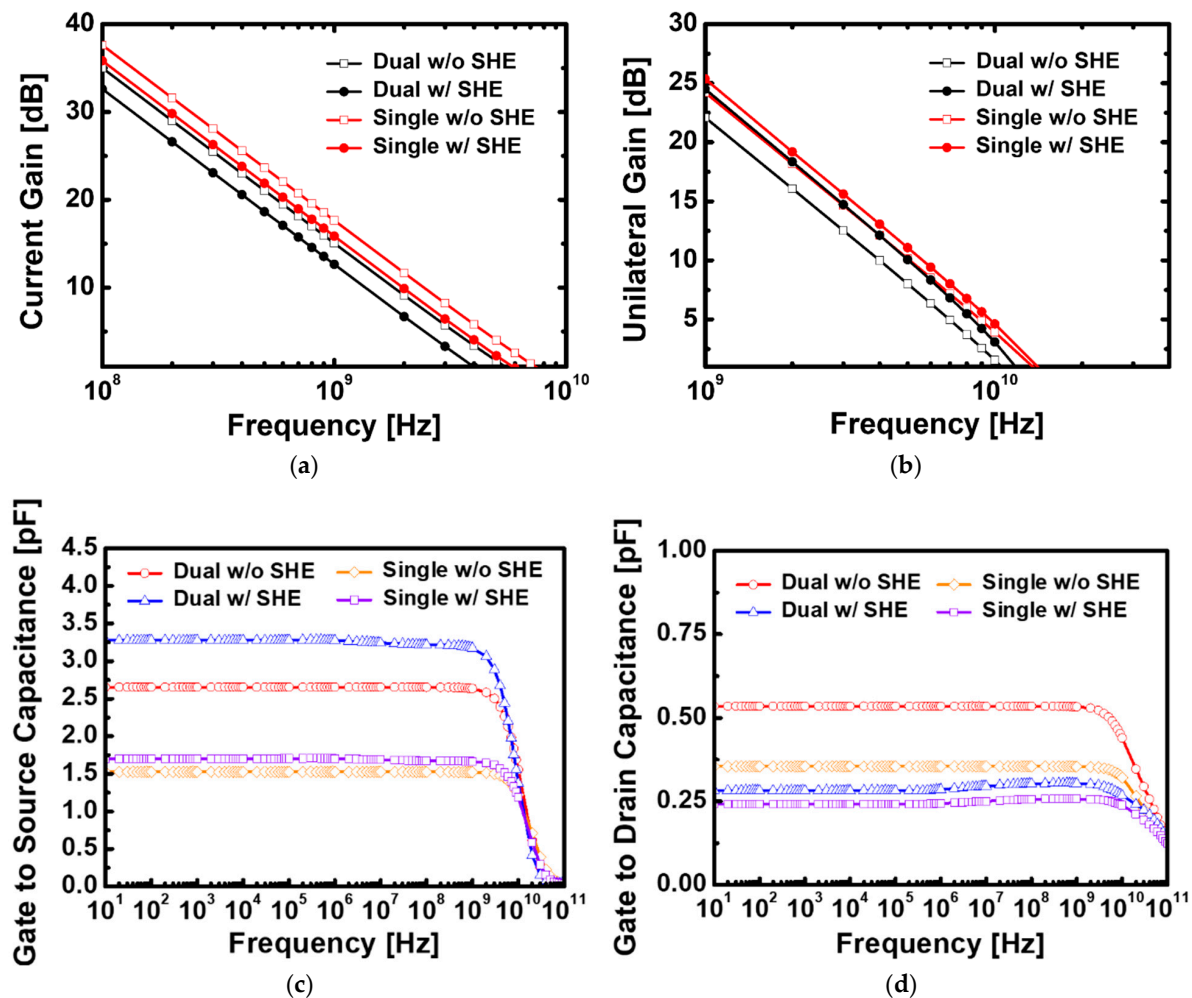 40
30
20
10
10^8
10^9
10^10
Current Gain [dB]
Frequency [Hz]
Dual w/o SHE
Dual w/ SHE
Single w/o SHE
Single w/ SHE
(a)
30
25
20
15
10
5
10^9
10^10
Unilateral Gain [dB]
Frequency [Hz]
Dual w/o SHE
Dual w/ SHE
Single w/o SHE
Single w/ SHE
(b)
4.5
4.0
3.5
3.0
2.5
2.0
1.5
1.0
0.5
0.0
10^1 10^2 10^3 10^4 10^5 10^6 10^7 10^8 10^9 10^10 10^11
Gate to Source Capacitance [pF]
Frequency [Hz]
Dual w/o SHE
Single w/o SHE
Dual w/ SHE
Single w/ SHE
(c)
1.00
0.75
0.50
0.25
0.00
10^1 10^2 10^3 10^4 10^5 10^6 10^7 10^8 10^9 10^10 10^11
Gate to Drain Capacitance [pF]
Frequency [Hz]
Dual w/o SHE
Single w/o SHE
Dual w/ SHE
Single w/ SHE
(d)